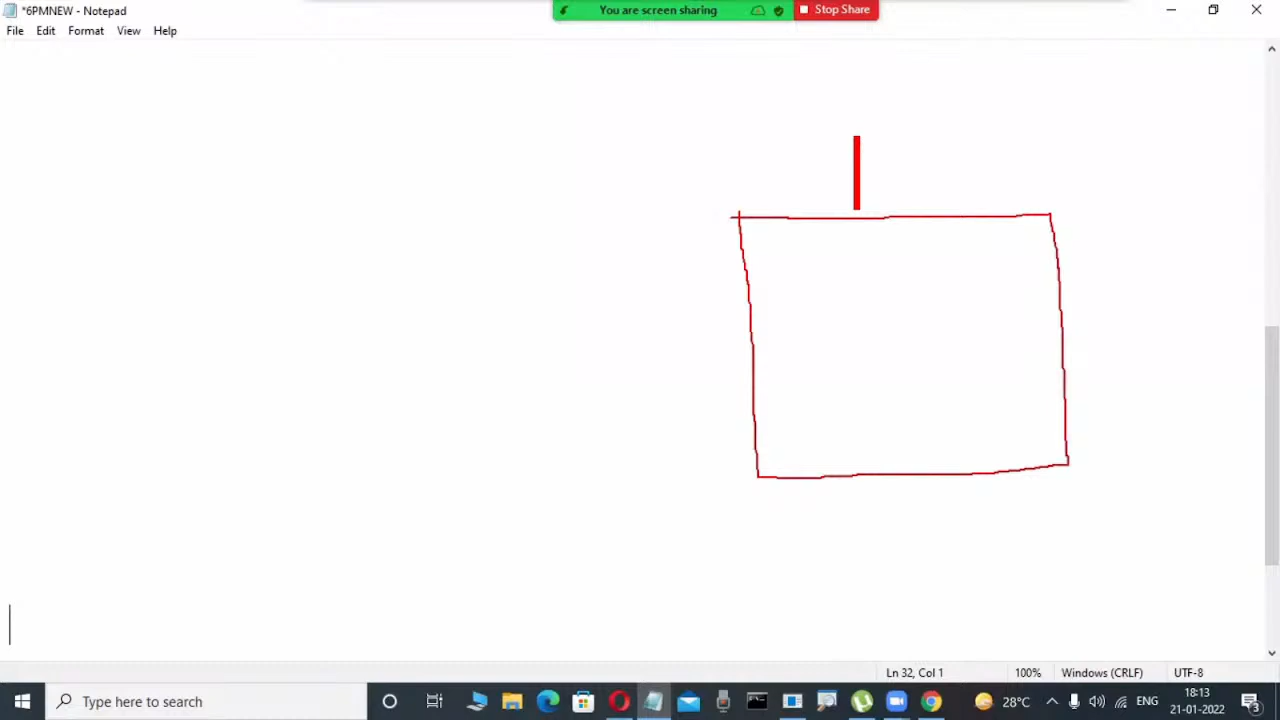 *6PMNEW - Notepad
You are screen sharing
Stop Share
File Edit Format View Help
Ln 32, Col 1 100% Windows (CRLF) UTF-8
Type here to search
28°C
ENG
18:13
21-01-2022
3